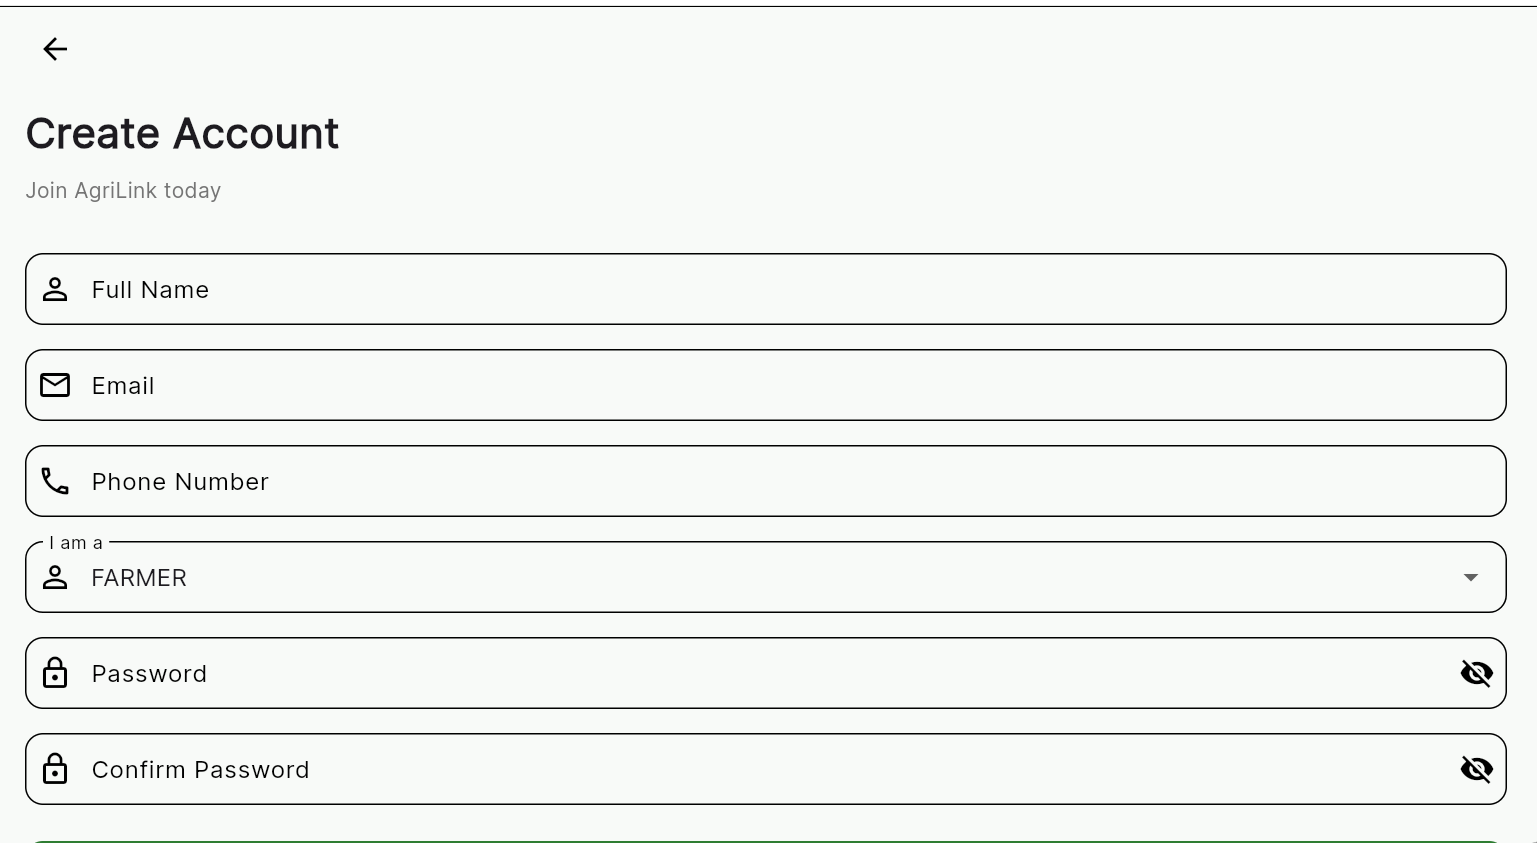 Create Account
Join AgriLink today
Full Name
Email
Phone Number
I am a
FARMER
Password
Confirm Password